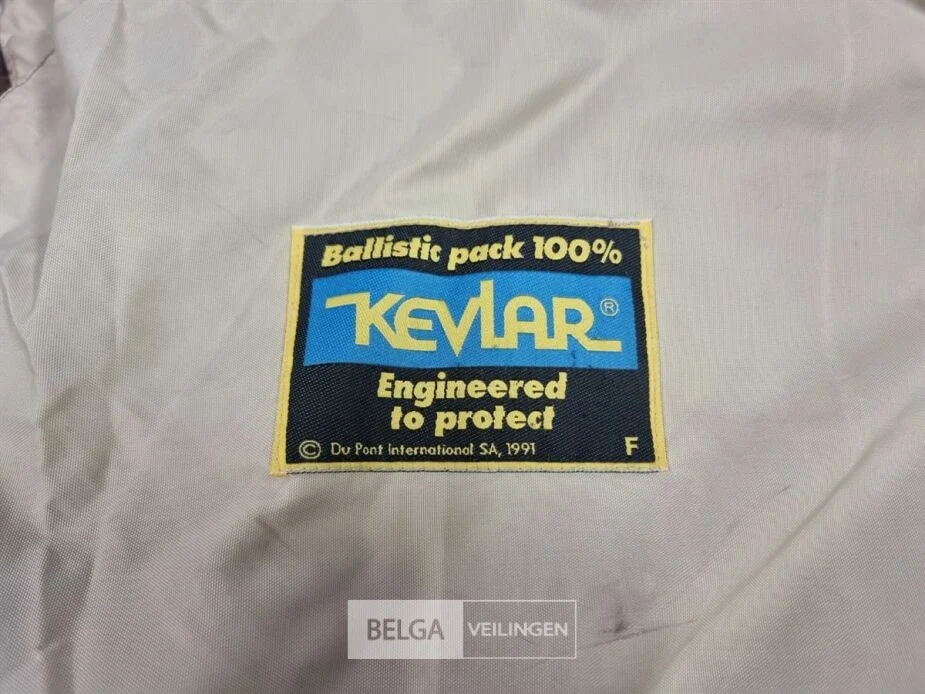 Ballistic pack 100%
KEVLAR®
Engineered
to protect
© Du Pont International SA, 1991 F
BELGA VEILINGEN